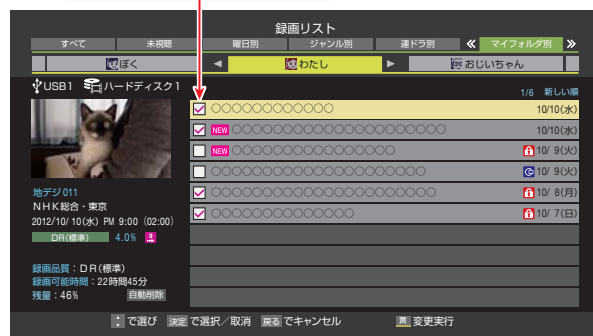 録画リスト
すべて 未視聴 曜日別 ジャンル別 連ドラ別 《 マイフォルダ別 》
ぼく ◀ わたし ▶ おじいちゃん
USB1 ハードディスク1
1/6 新しい順
○○○○○○○○○○○○ 10/10(水)
NEW ○○○○○○○○○○○○○○○○○○○○○ 10/10(水)
NEW ○○○○○○○○○○○○○○○○ 10/ 9(火)
○○○○○○○○○○○○○○○○○○○○○ 10/ 9(火)
○○○○○○○○○○○○○○○○○○○○○○ 10/ 8(月)
○○○○○○○○○○○○○○ 10/ 7(日)
地デジ011
NHK総合・東京
2012/10/10(水) PM 9:00 (02:00)
DR(標準) 4.0%
録画品質：DR(標準)
録画可能時間：22時間45分
残量：46% 自動削除
で選び 決定 で選択／取消 戻る でキャンセル 黄 変更実行